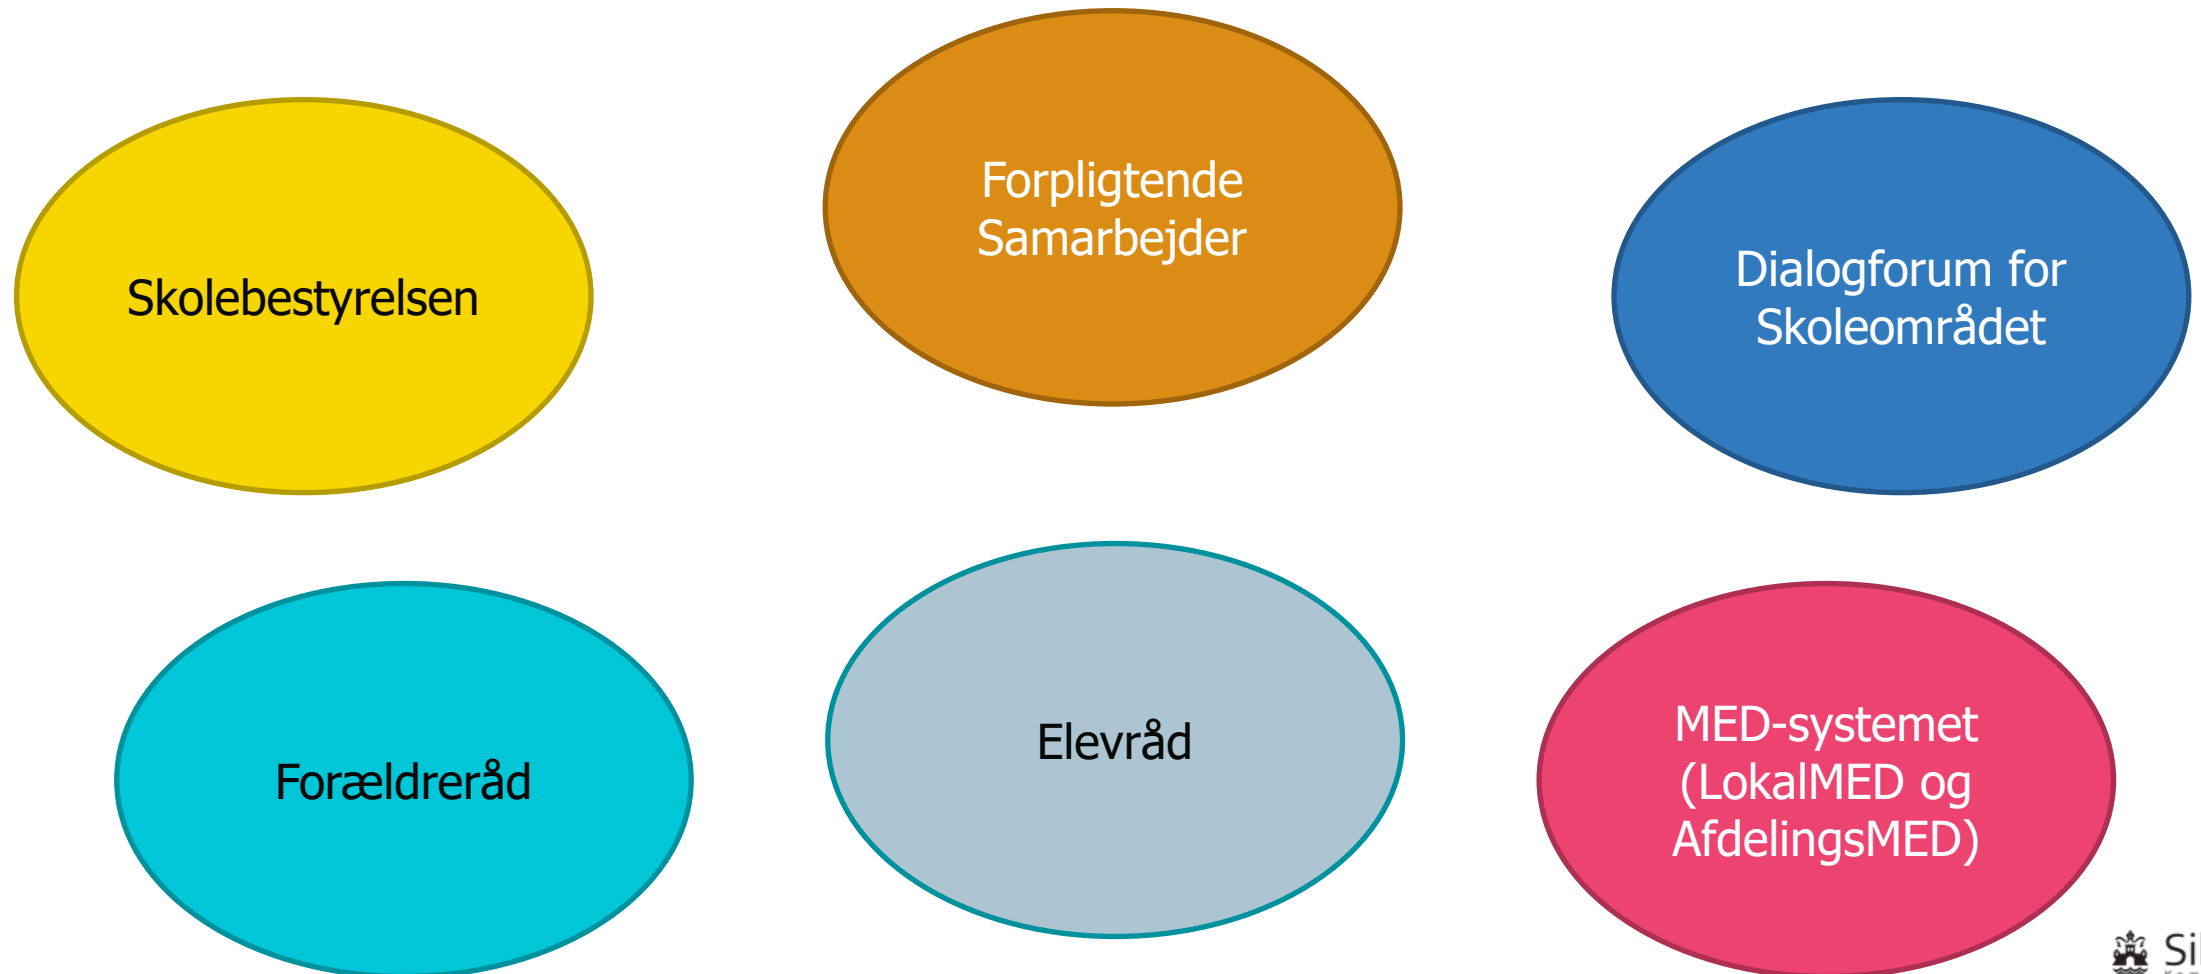 Skolebestyrelsen
Forpligtende
Samarbejder
Dialogforum for
Skoleområdet
Forældreråd
Elevråd
MED-systemet
(LokalMED og
AfdelingsMED)